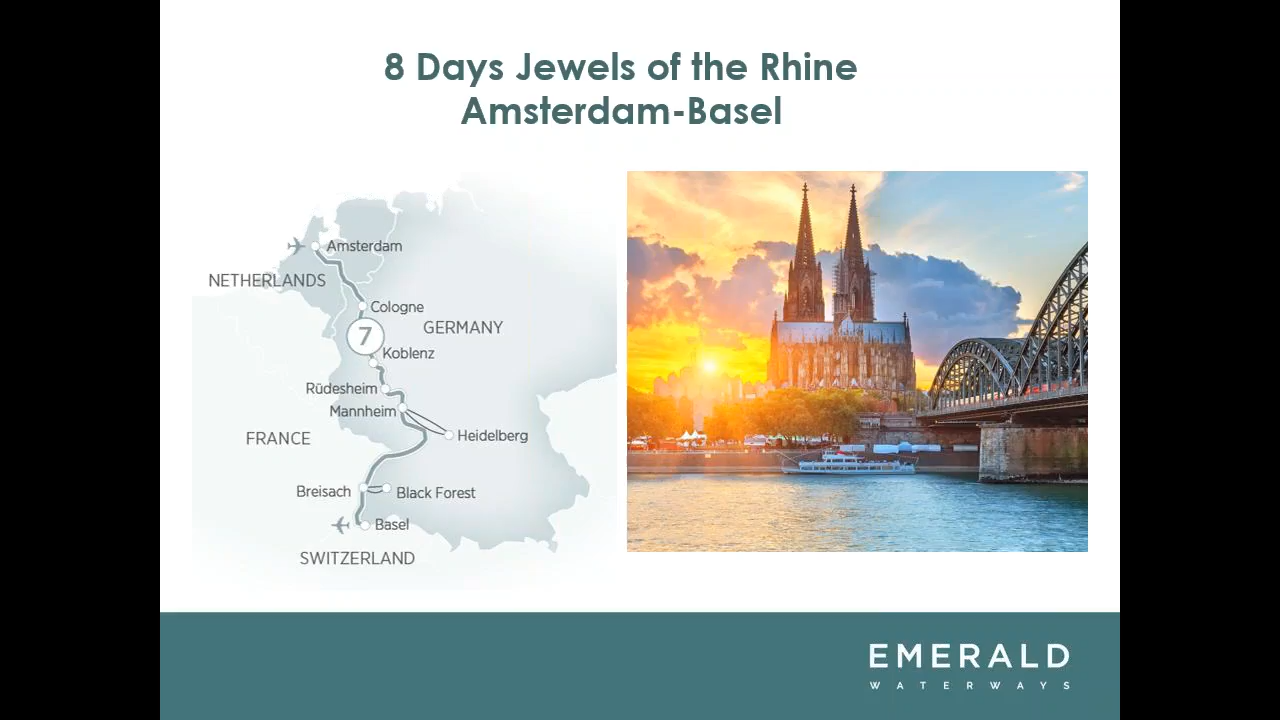 8 Days Jewels of the Rhine
Amsterdam-Basel
Amsterdam
NETHERLANDS
Cologne
GERMANY
7
Koblenz
Rüdesheim
Mannheim
Heidelberg
FRANCE
Breisach
Black Forest
Basel
SWITZERLAND
EMERALD
WATERWAYS